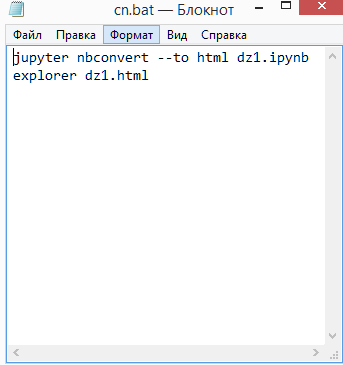 cn.bat — Блокнот
Файл Правка Формат Вид Справка
jupyter nbconvert --to html dz1.ipynb
explorer dz1.html